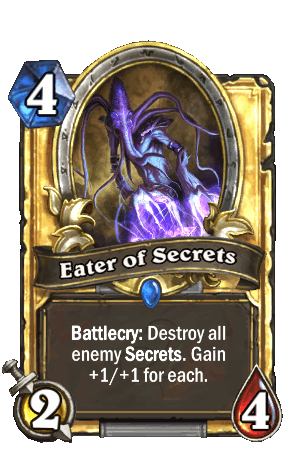 4
Eater of Secrets
Battlecry: Destroy all
enemy Secrets. Gain
+1/+1 for each.
2
4